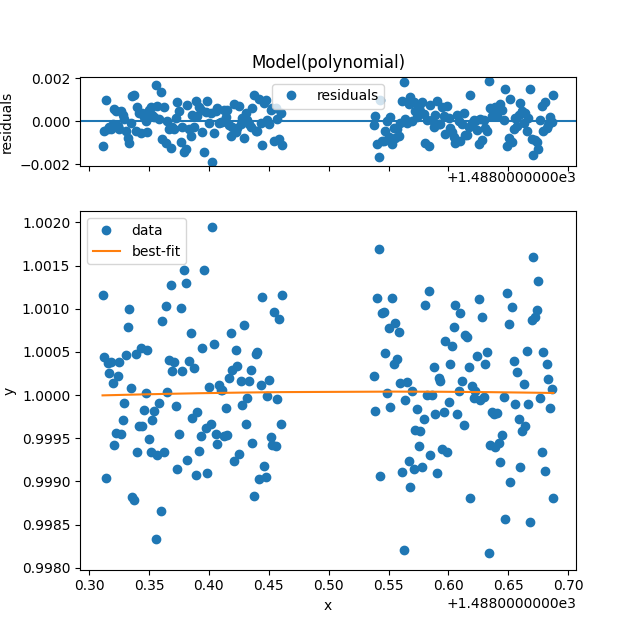 Model(polynomial)
0.002
0.000
−0.002
residuals
residuals
+1.4880000000e3
1.0020
1.0015
1.0010
1.0005
1.0000
0.9995
0.9990
0.9985
0.9980
y
data
best-fit
0.30 0.35 0.40 0.45 0.50 0.55 0.60 0.65 0.70
x
+1.4880000000e3